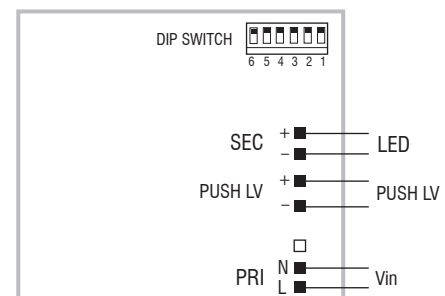 DIP SWITCH
6 5 4 3 2 1
SEC + − LED
PUSH LV + − PUSH LV
PRI N L Vin